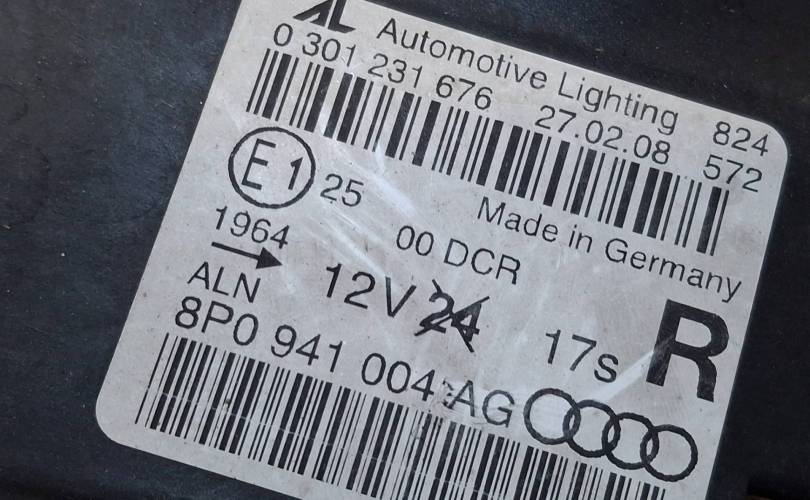 AL Automotive Lighting 824
0 301 231 676 27.02.08 572
E1 25 Made in Germany
1964 00 DCR
ALN 12V 24 17s R
8P0 941 004 AG